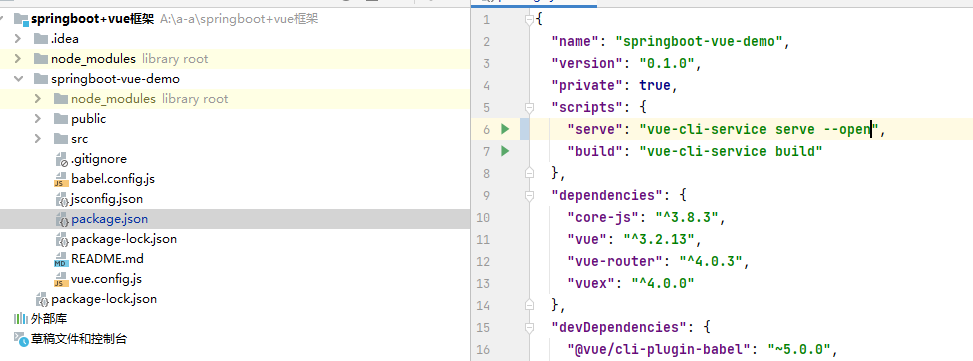 springboot+vue框架 A:\a-a\springboot+vue框架
.idea
node_modules library root
springboot-vue-demo
node_modules library root
public
src
.gitignore
babel.config.js
jsconfig.json
package.json
package-lock.json
README.md
vue.config.js
package-lock.json
外部库
草稿文件和控制台
1 {
2 "name": "springboot-vue-demo",
3 "version": "0.1.0",
4 "private": true,
5 "scripts": {
6 "serve": "vue-cli-service serve --open",
7 "build": "vue-cli-service build"
8 },
9 "dependencies": {
10 "core-js": "^3.8.3",
11 "vue": "^3.2.13",
12 "vue-router": "^4.0.3",
13 "vuex": "^4.0.0"
14 },
15 "devDependencies": {
16 "@vue/cli-plugin-babel": "~5.0.0",